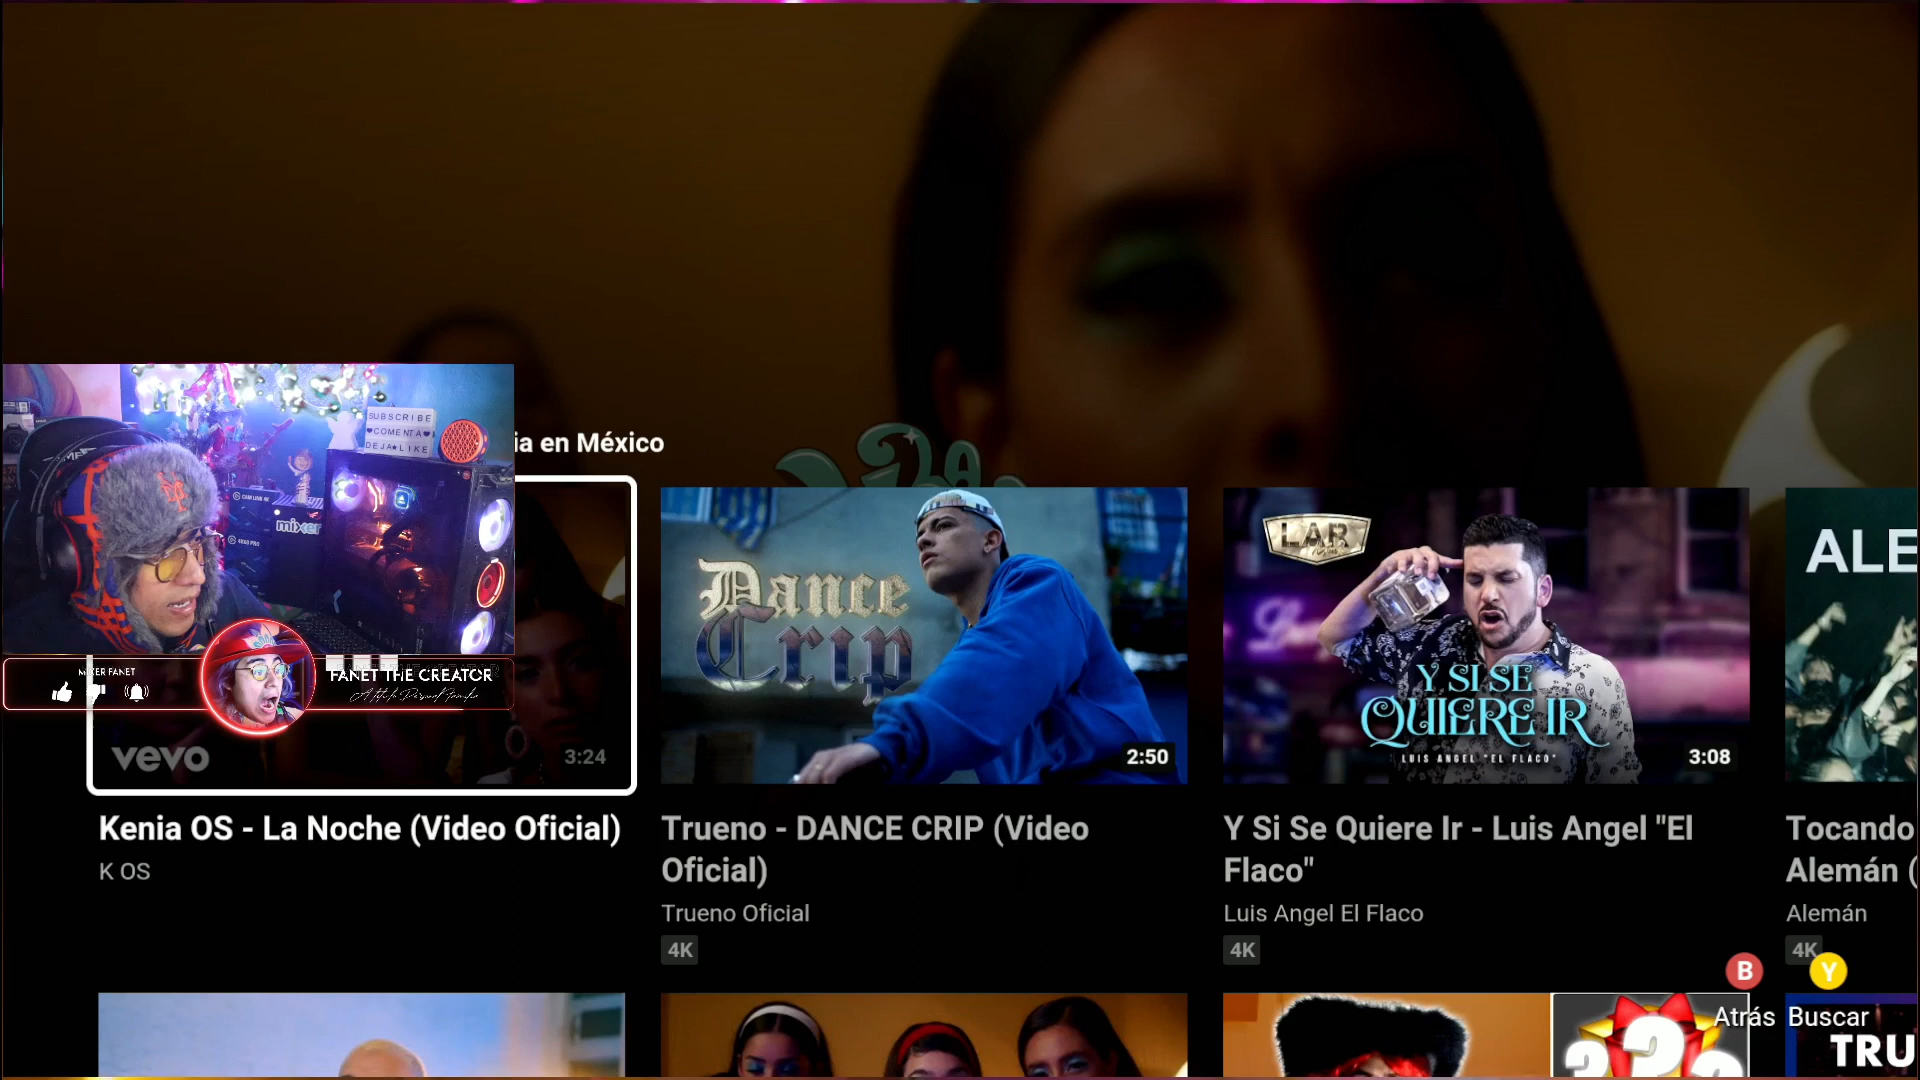 SUBSCRIBE
♥COMENTA♥
DEJA★LIKE
ia en México
mixer
MIXER FANET
FANET THE CREATOR
vevo
3:24
Kenia OS - La Noche (Video Oficial)
K OS
Dance
Crip
2:50
Trueno - DANCE CRIP (Video
Oficial)
Trueno Oficial
4K
LAR
Y SI SE
QUIERE IR
LUIS ANGEL "EL FLACO"
3:08
Y Si Se Quiere Ir - Luis Angel "El
Flaco"
Luis Angel El Flaco
4K
ALE
Tocando
Alemán (
Alemán
4K
B Y
Atrás Buscar
???
TRU